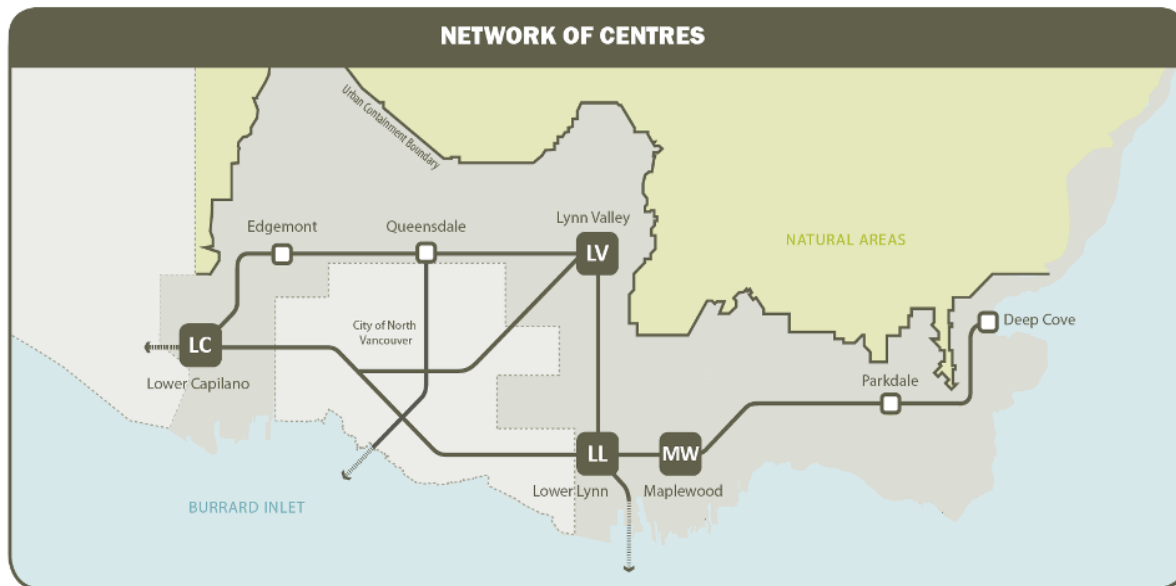 NETWORK OF CENTRES
Urban Containment Boundary
Edgemont
Queensdale
Lynn Valley
LV
NATURAL AREAS
City of North
Vancouver
Deep Cove
LC
Lower Capilano
Parkdale
LL
MW
Lower Lynn
Maplewood
BURRARD INLET